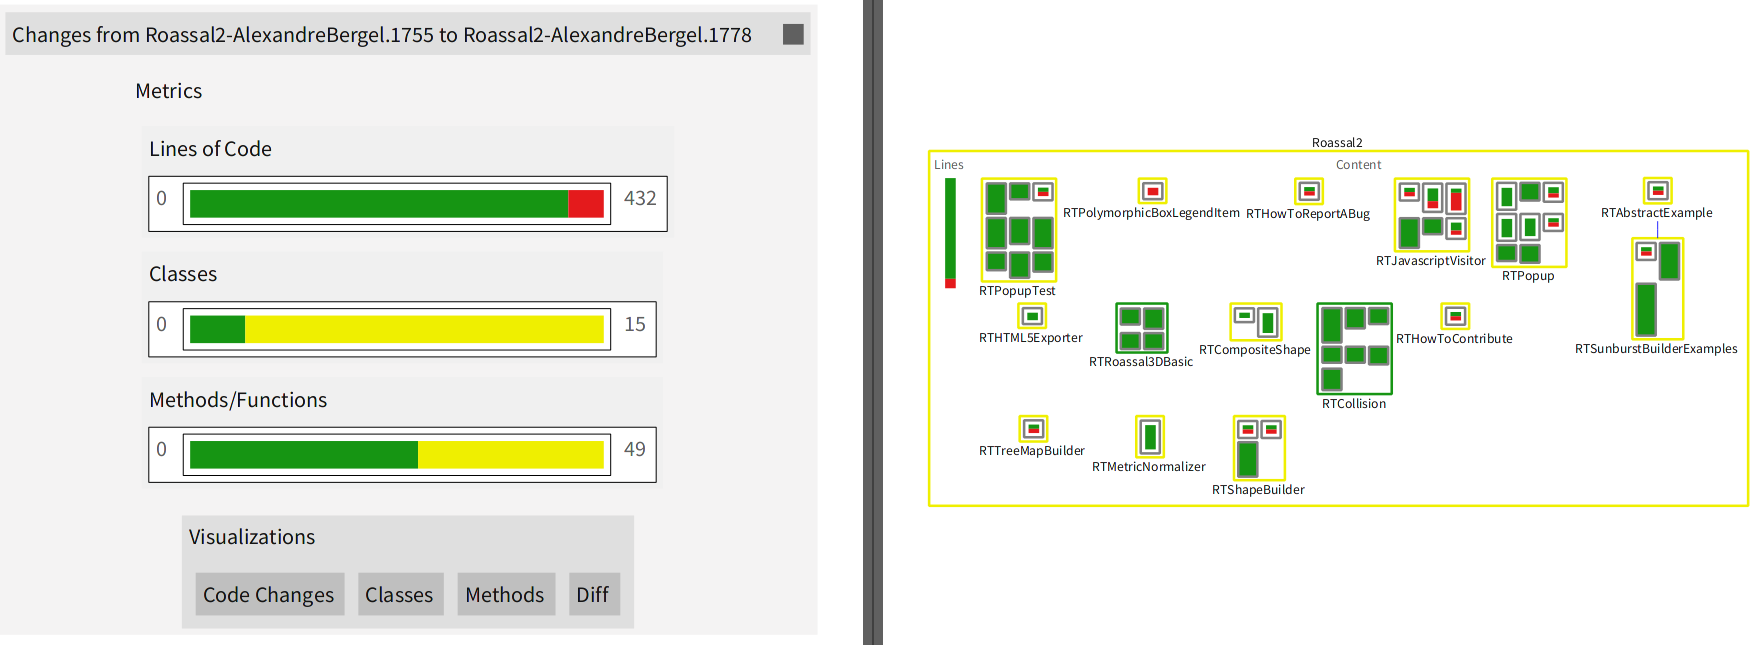 Changes from Roassal2-AlexandreBergel.1755 to Roassal2-AlexandreBergel.1778
Metrics
Lines of Code
0 432
Classes
0 15
Methods/Functions
0 49
Visualizations
Code Changes Classes Methods Diff
Roassal2
Lines Content
RTPolymorphicBoxLegendItem RTHowToReportABug RTAbstractExample
RTJavascriptVisitor
RTPopup
RTPopupTest
RTHTML5Exporter RTRoassal3DBasic RTCompositeShape RTHowToContribute RTSunburstBuilderExamples
RTCollision
RTTreeMapBuilder RTMetricNormalizer RTShapeBuilder